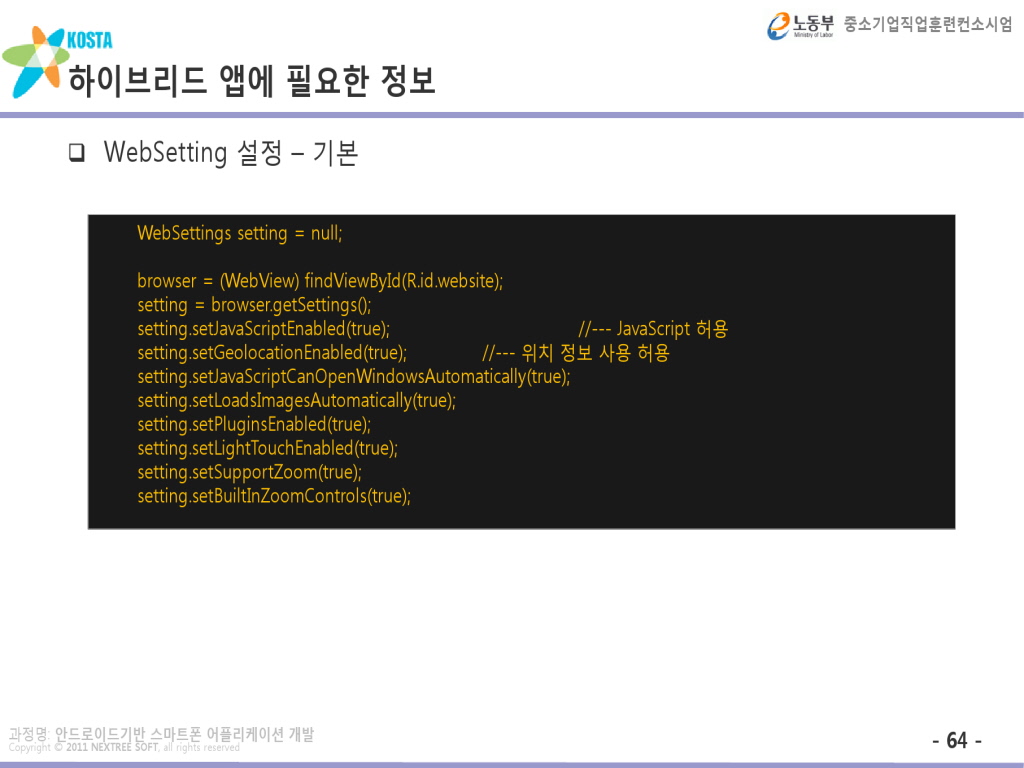 노동부 중소기업직업훈련컨소시엄
Ministry of Labor
KOSTA
하이브리드 앱에 필요한 정보
❑ WebSetting 설정 – 기본
WebSettings setting = null;
browser = (WebView) findViewById(R.id.website);
setting = browser.getSettings();
setting.setJavaScriptEnabled(true); //--- JavaScript 허용
setting.setGeolocationEnabled(true); //--- 위치 정보 사용 허용
setting.setJavaScriptCanOpenWindowsAutomatically(true);
setting.setLoadsImagesAutomatically(true);
setting.setPluginsEnabled(true);
setting.setLightTouchEnabled(true);
setting.setSupportZoom(true);
setting.setBuiltInZoomControls(true);
과정명: 안드로이드기반 스마트폰 어플리케이션 개발
Copyright © 2011 NEXTREE SOFT, all rights reserved
- 64 -